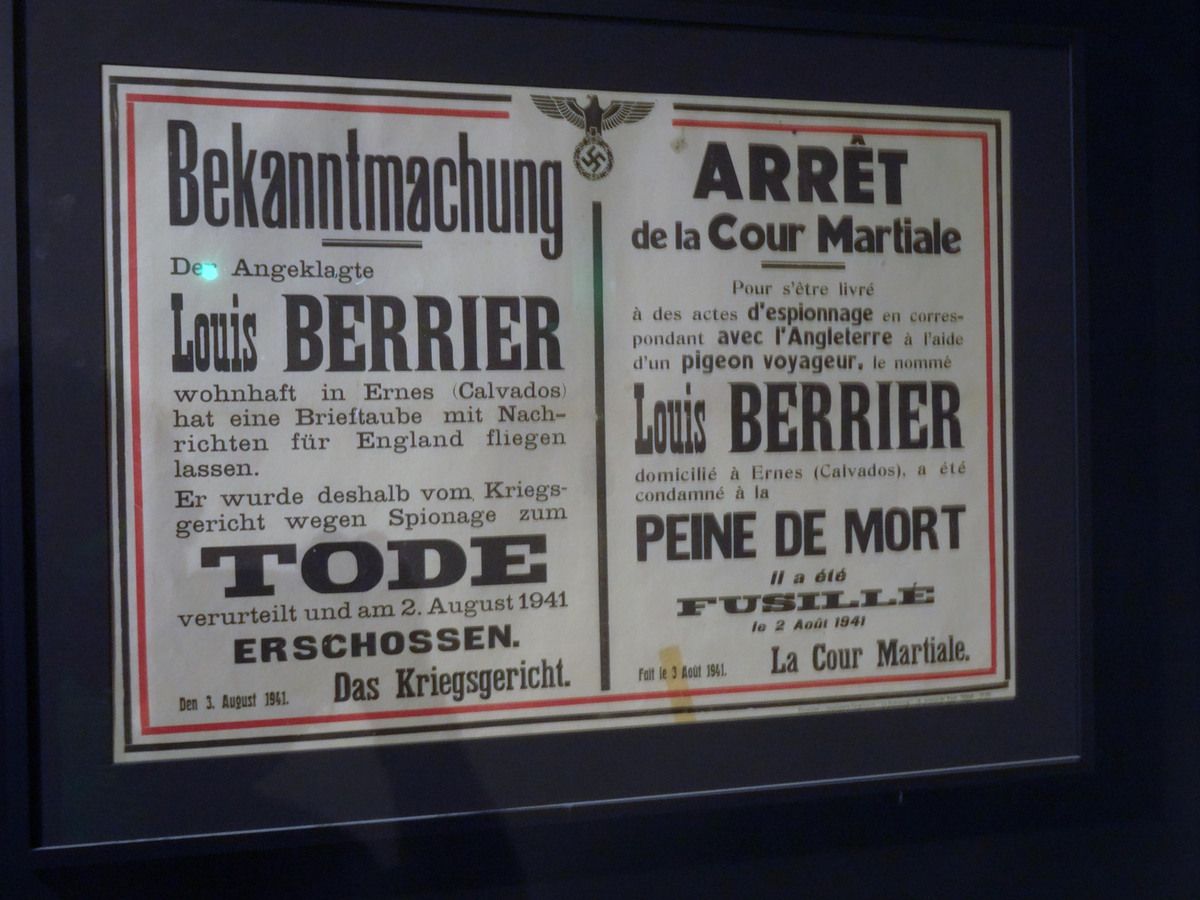 Bekanntmachung
Der Angeklagte
Louis BERRIER
wohnhaft in Ernes (Calvados)
hat eine Brieftaube mit Nach-
richten für England fliegen
lassen.
Er wurde deshalb vom Kriegs-
gericht wegen Spionage zum
TODE
verurteilt und am 2. August 1941
ERSCHOSSEN.
Den 3. August 1941. Das Kriegsgericht.
ARRÊT
de la Cour Martiale
Pour s'être livré
à des actes d'espionnage en corres-
pondant avec l'Angleterre à l'aide
d'un pigeon voyageur, le nommé
Louis BERRIER
domicilié à Ernes (Calvados), a été
condamné à la
PEINE DE MORT
Il a été
FUSILLÉ
le 2 Août 1941
Fait le 3 Août 1941. La Cour Martiale.